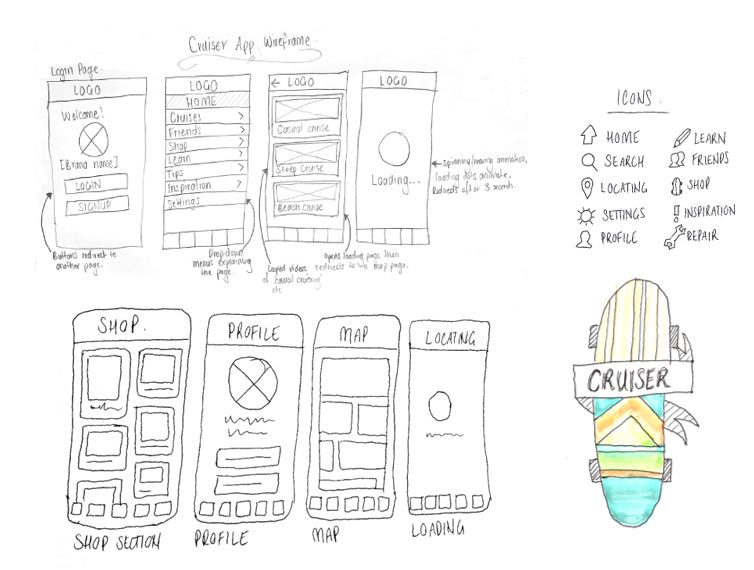 Cruiser App Wireframe.
Login Page.
LOGO
Welcome!
[Brand name]
LOGIN
SIGNUP
Buttons redirect to
another page.
LOGO
HOME
Cruises
Friends
Shop
Learn
Tips
Inspiration
Settings
Dropdown
menus explaining
the page.
LOGO
Casual cruise
Steep Cruise
Beach Cruise
Looped videos
of casual cruising
etc
opens loading page then
redirects to a map page.
LOGO
Loading...
spinning/moving animation,
loading dots animate.
Redirects after 3 seconds.
ICONS.
HOME
SEARCH
LOCATING
SETTINGS
PROFILE
LEARN
FRIENDS
SHOP
INSPIRATION
REPAIR
SHOP.
SHOP SECTION
PROFILE
PROFILE
MAP
MAP
LOCATING
LOADING
CRUISER